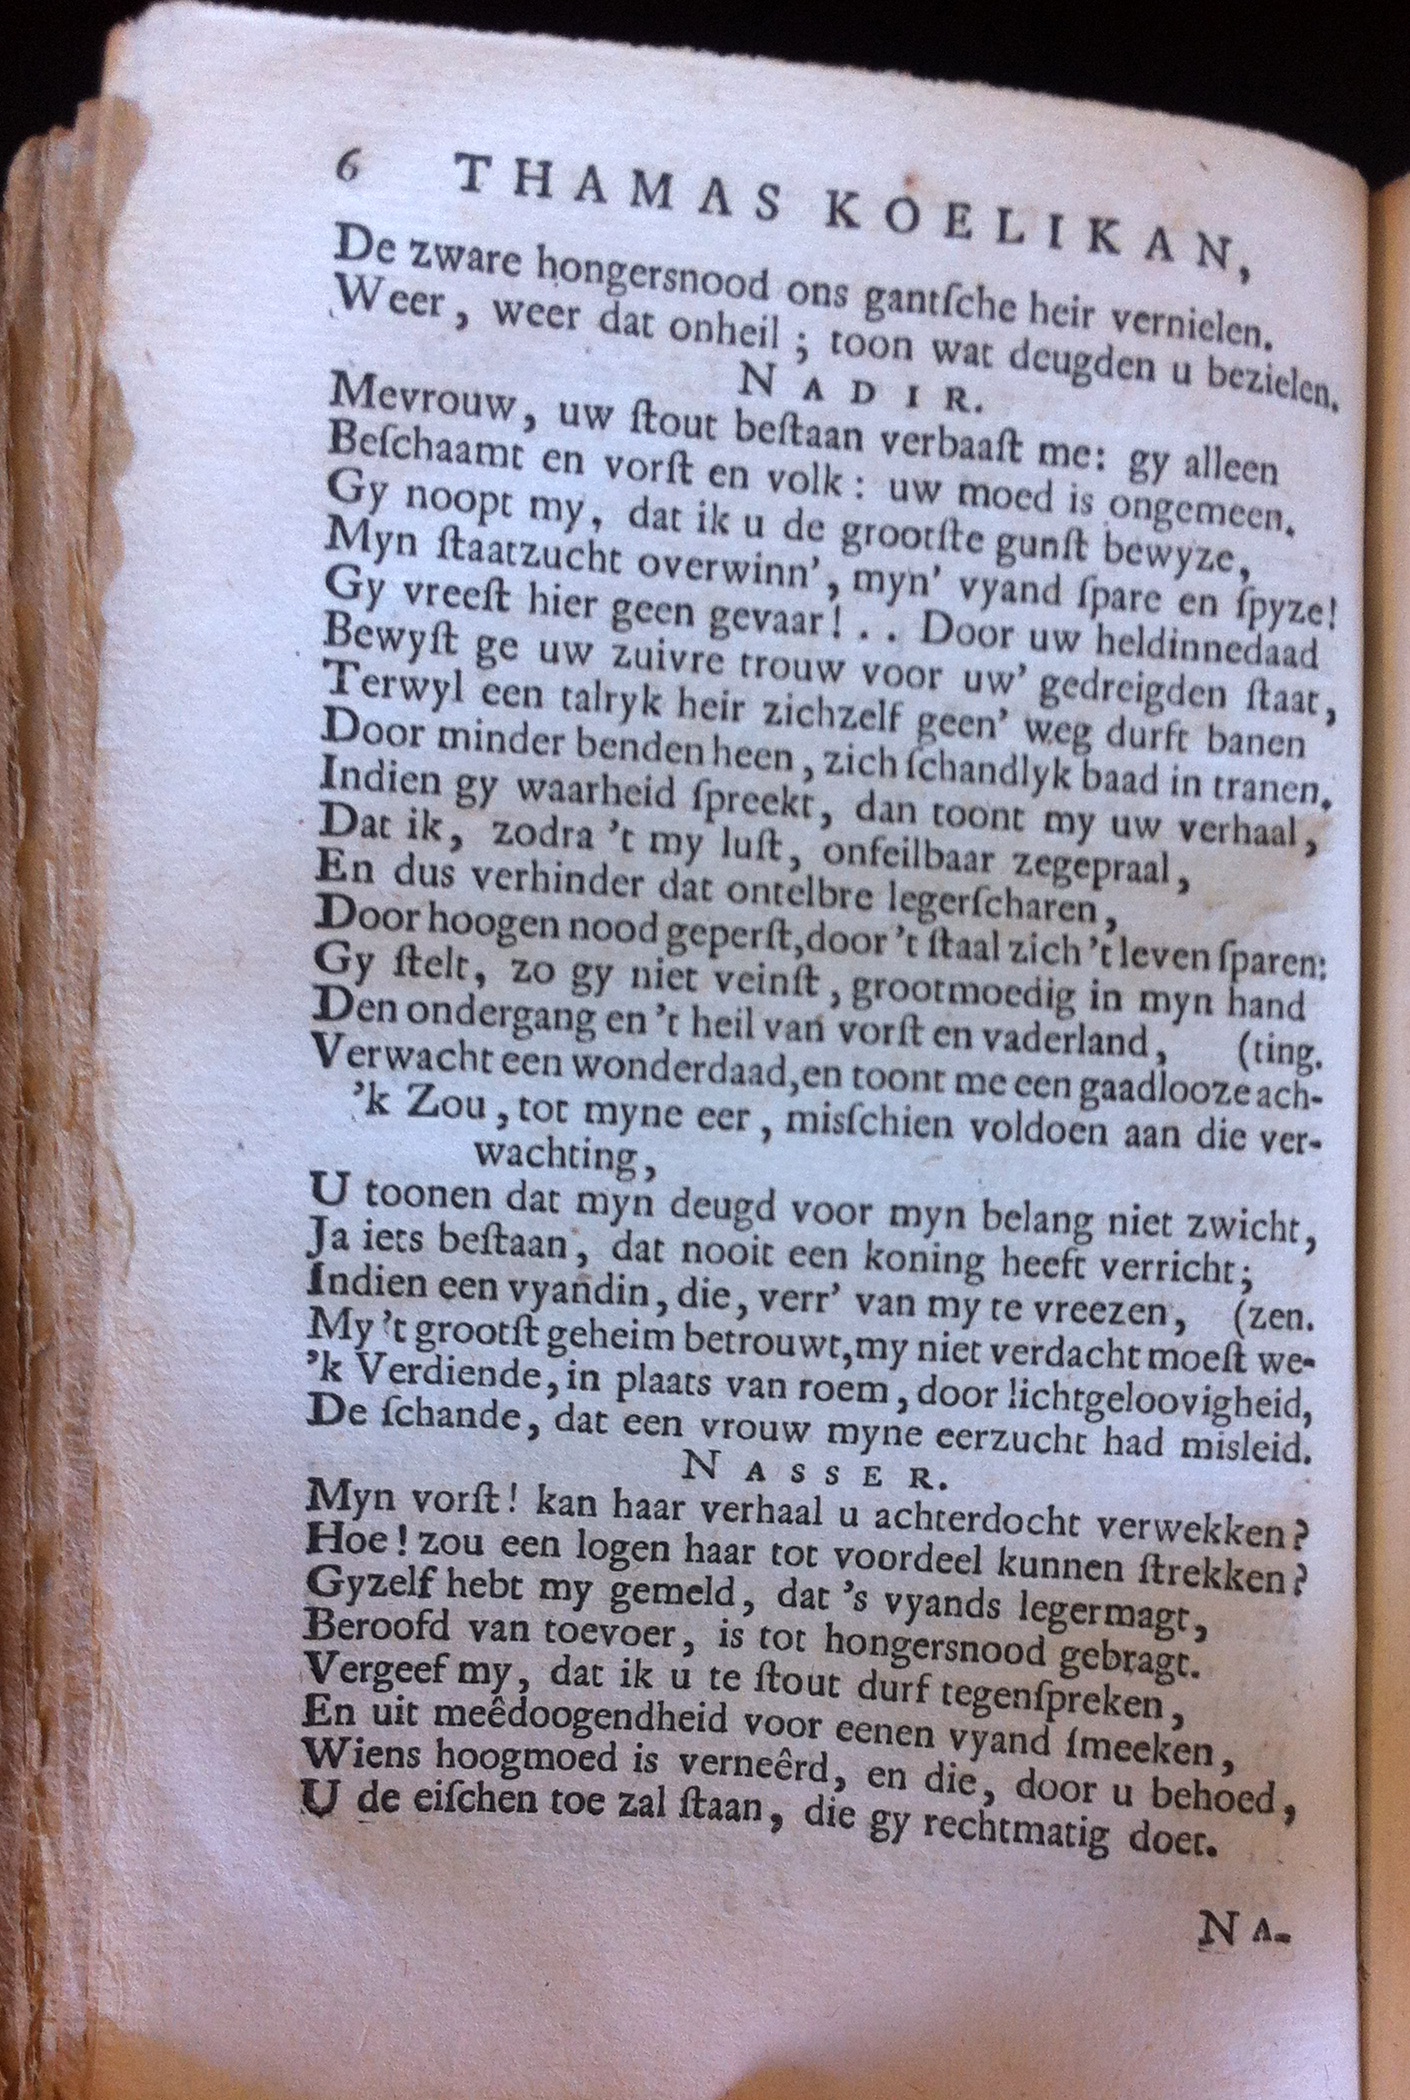 6 THAMAS KOELIKAN,
De zware hongersnood ons gantſche heir vernielen.
Weer, weer dat onheil; toon wat deugden u bezielen.
NADIR.
Mevrouw, uw ſtout beſtaan verbaaſt me: gy alleen
Beſchaamt en vorſt en volk: uw moed is ongemeen.
Gy noopt my, dat ik u de grootſte gunſt bewyze,
Myn ſtaatzucht overwinn', myn' vyand ſpare en ſpyze!
Gy vreeſt hier geen gevaar!.. Door uw heldinnedaad
Bewyſt ge uw zuivre trouw voor uw' gedreigden ſtaat,
Terwyl een talryk heir zichzelf geen' weg durft banen
Door minder benden heen, zich ſchandlyk baad in tranen.
Indien gy waarheid ſpreekt, dan toont my uw verhaal,
Dat ik, zodra 't my luſt, onfeilbaar zegepraal,
En dus verhinder dat ontelbre legerſcharen,
Door hoogen nood geperſt, door 't ſtaal zich 't leven ſparen:
Gy ſtelt, zo gy niet veinſt, grootmoedig in myn hand
Den ondergang en 't heil van vorſt en vaderland, (ting.
Verwacht een wonderdaad, en toont me een gaadlooze ach-
'k Zou, tot myne eer, misſchien voldoen aan die ver-
wachting,
U toonen dat myn deugd voor myn belang niet zwicht,
Ja iets beſtaan, dat nooit een koning heeft verricht;
Indien een vyandin, die, verr' van my te vreezen, (zen.
My 't grootſt geheim betrouwt, my niet verdacht moeſt we-
'k Verdiende, in plaats van roem, door lichtgeloovigheid,
De ſchande, dat een vrouw myne eerzucht had misleid.
NASSER.
Myn vorſt! kan haar verhaal u achterdocht verwekken?
Hoe! zou een logen haar tot voordeel kunnen ſtrekken?
Gyzelf hebt my gemeld, dat 's vyands legermagt,
Beroofd van toevoer, is tot hongersnood gebragt.
Vergeef my, dat ik u te ſtout durf tegenſpreken,
En uit meêdoogendheid voor eenen vyand ſmeeken,
Wiens hoogmoed is verneêrd, en die, door u behoed,
U de eiſchen toe zal ſtaan, die gy rechtmatig doet.
NA-